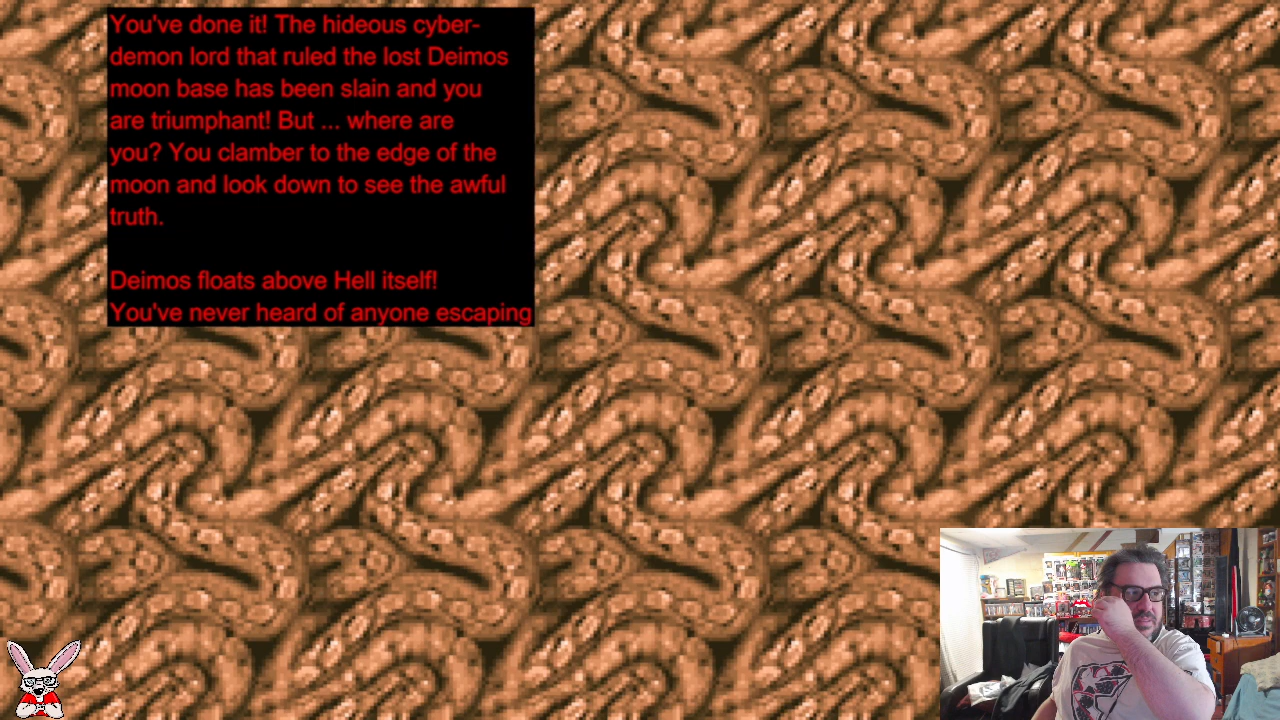 You've done it! The hideous cyber-
demon lord that ruled the lost Deimos
moon base has been slain and you
are triumphant! But ... where are
you? You clamber to the edge of the
moon and look down to see the awful
truth.
Deimos floats above Hell itself!
You've never heard of anyone escaping